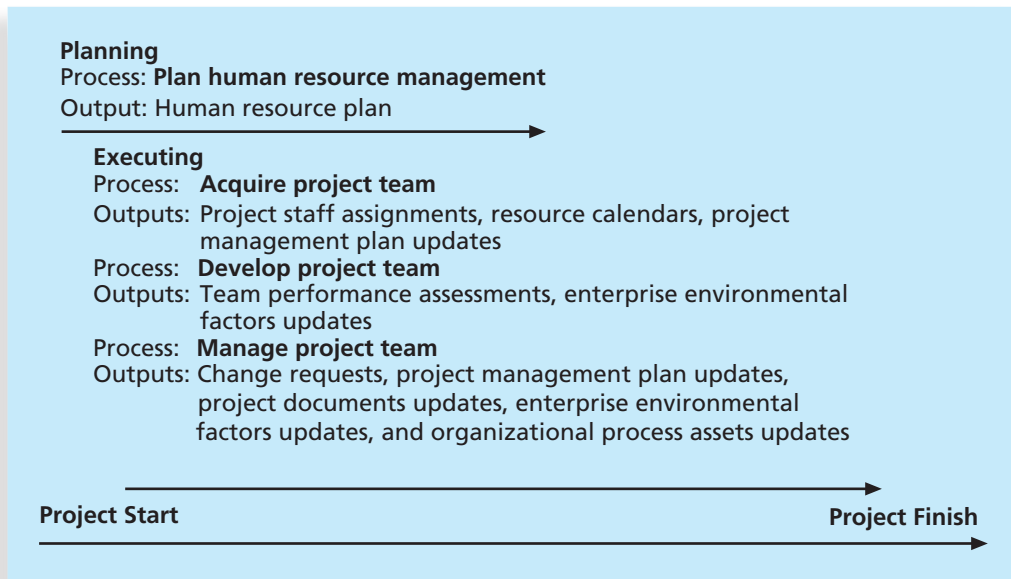 Planning
Process: Plan human resource management
Output: Human resource plan
Executing
Process: Acquire project team
Outputs: Project staff assignments, resource calendars, project
management plan updates
Process: Develop project team
Outputs: Team performance assessments, enterprise environmental
factors updates
Process: Manage project team
Outputs: Change requests, project management plan updates,
project documents updates, enterprise environmental
factors updates, and organizational process assets updates
Project Start
Project Finish